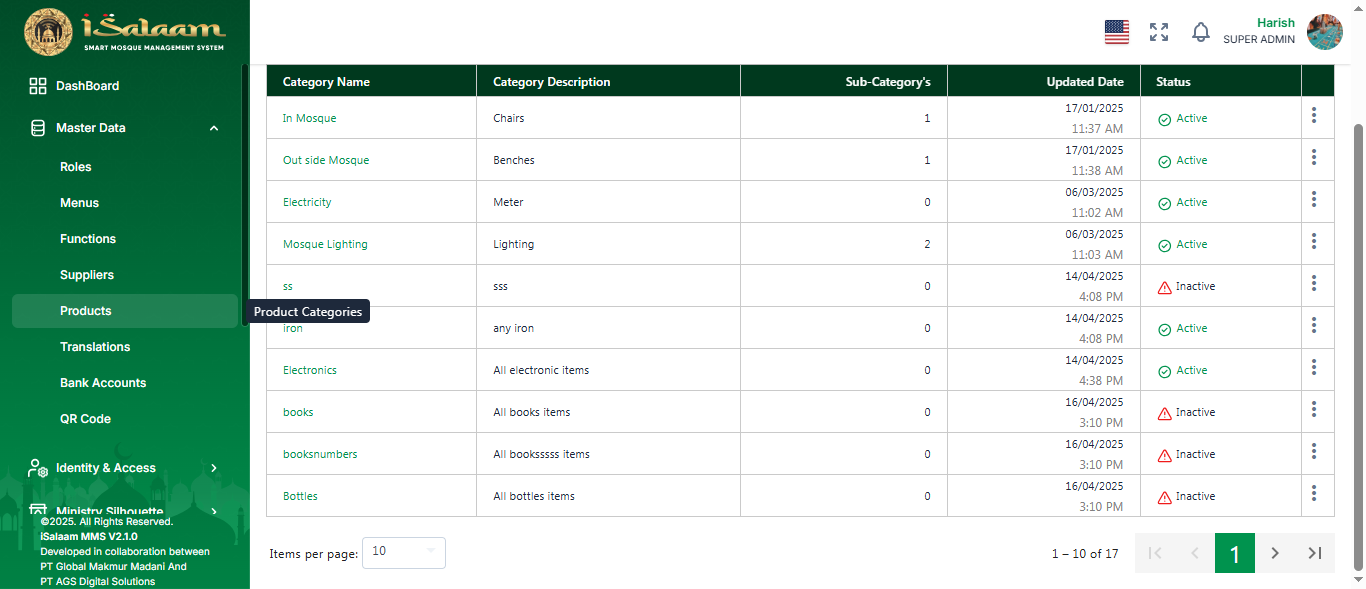 iSalaam
SMART MOSQUE MANAGEMENT SYSTEM
Harish
SUPER ADMIN
DashBoard
Master Data
Roles
Menus
Functions
Suppliers
Products
Translations
Bank Accounts
QR Code
Identity & Access
Ministry Silhouette
©2025. All Rights Reserved.
iSalaam MMS V2.1.0
Developed in collaboration between
PT Global Makmur Madani And
PT AGS Digital Solutions
Product Categories
Category Name Category Description Sub-Category's Updated Date Status
In Mosque Chairs 1 17/01/2025 11:37 AM Active
Out side Mosque Benches 1 17/01/2025 11:38 AM Active
Electricity Meter 0 06/03/2025 11:02 AM Active
Mosque Lighting Lighting 2 06/03/2025 11:03 AM Active
ss sss 0 14/04/2025 4:08 PM Inactive
iron any iron 0 14/04/2025 4:08 PM Active
Electronics All electronic items 0 14/04/2025 4:38 PM Active
books All books items 0 16/04/2025 3:10 PM Inactive
booksnumbers All booksssss items 0 16/04/2025 3:10 PM Inactive
Bottles All bottles items 0 16/04/2025 3:10 PM Inactive
Items per page: 10 1 – 10 of 17 1